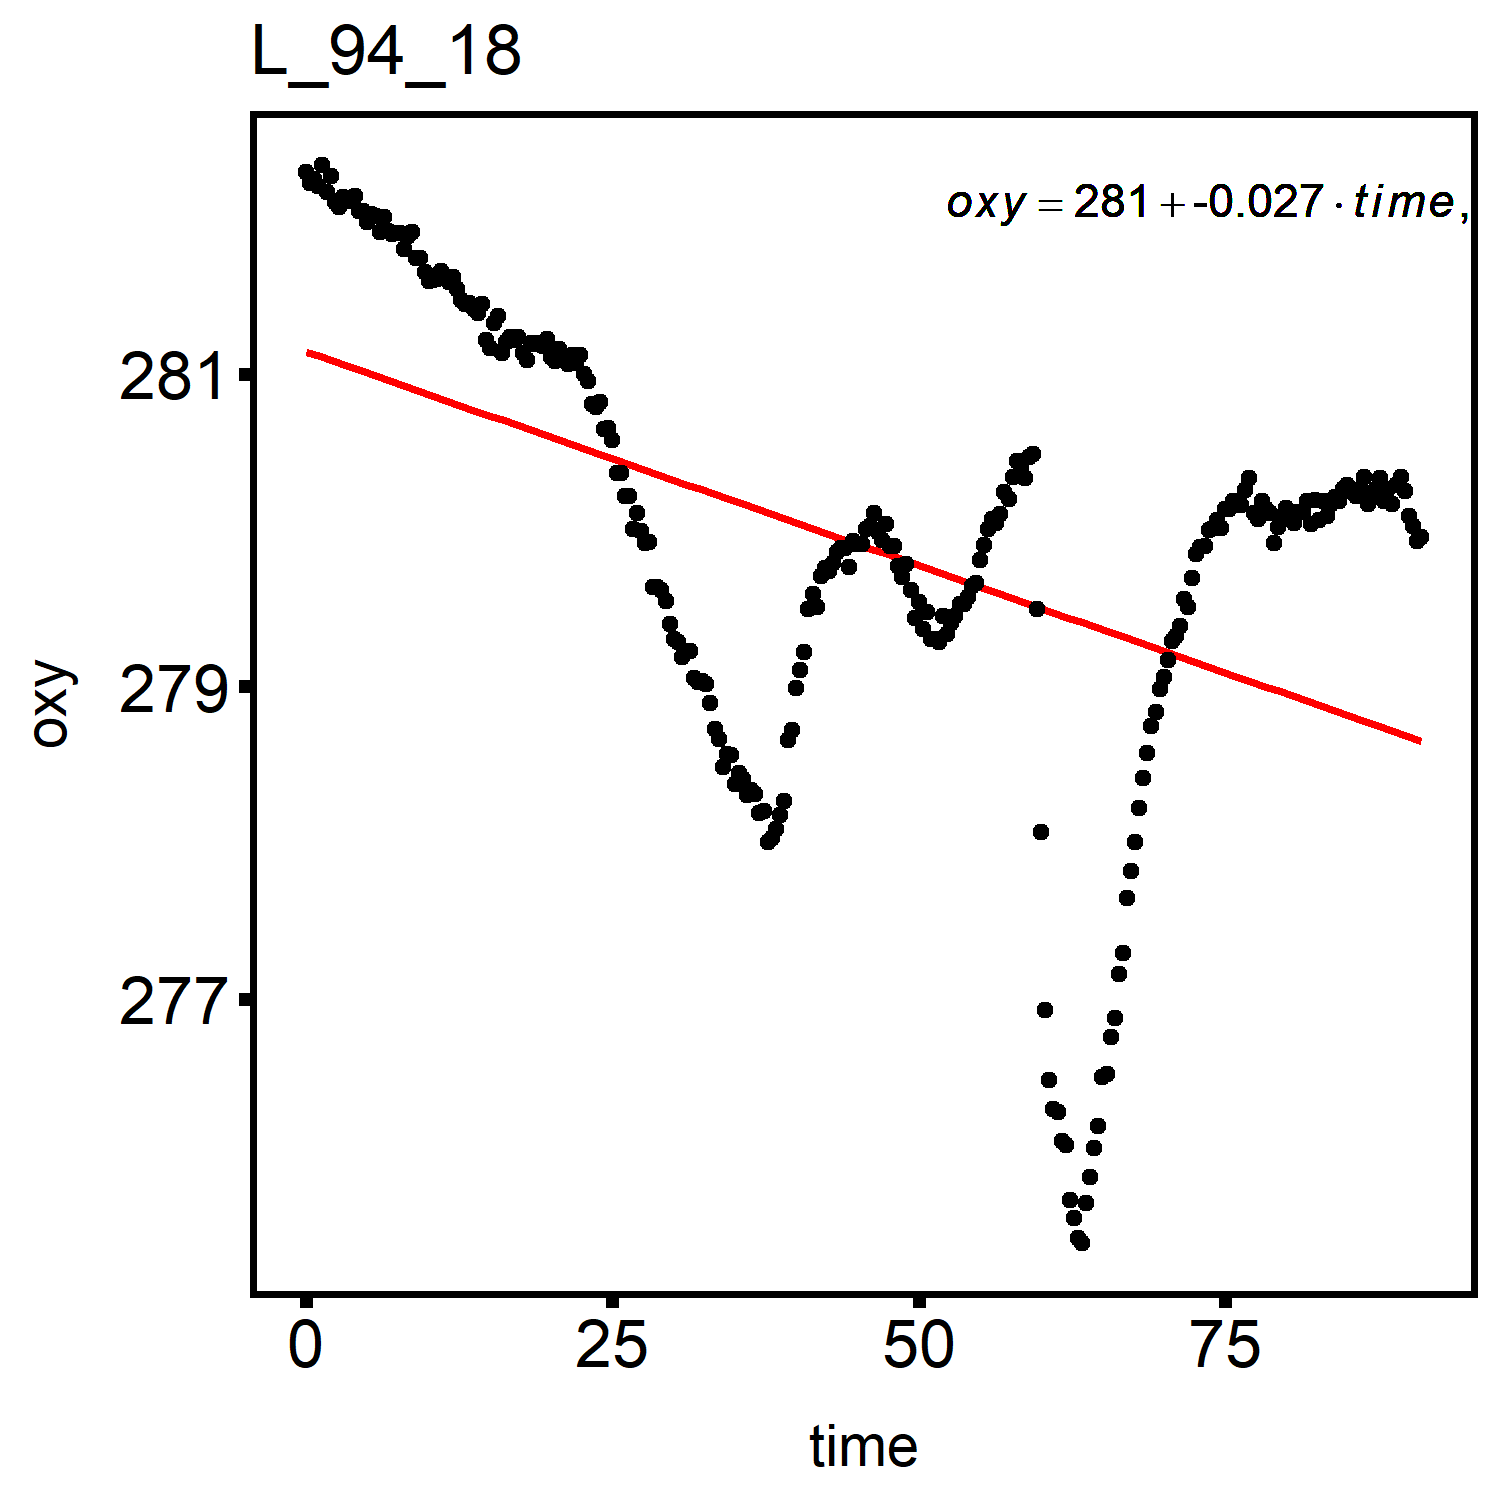 L_94_18
oxy = 281 + -0.027 · time,
281
279
277
oxy
0 25 50 75
time